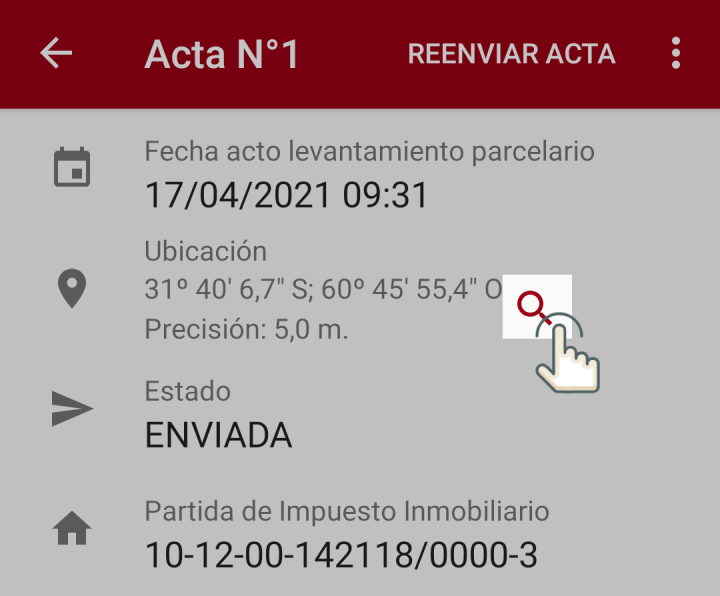 Acta N°1
REENVIAR ACTA
Fecha acto levantamiento parcelario
17/04/2021 09:31
Ubicación
31º 40' 6,7" S; 60º 45' 55,4" O
Precisión: 5,0 m.
Estado
ENVIADA
Partida de Impuesto Inmobiliario
10-12-00-142118/0000-3